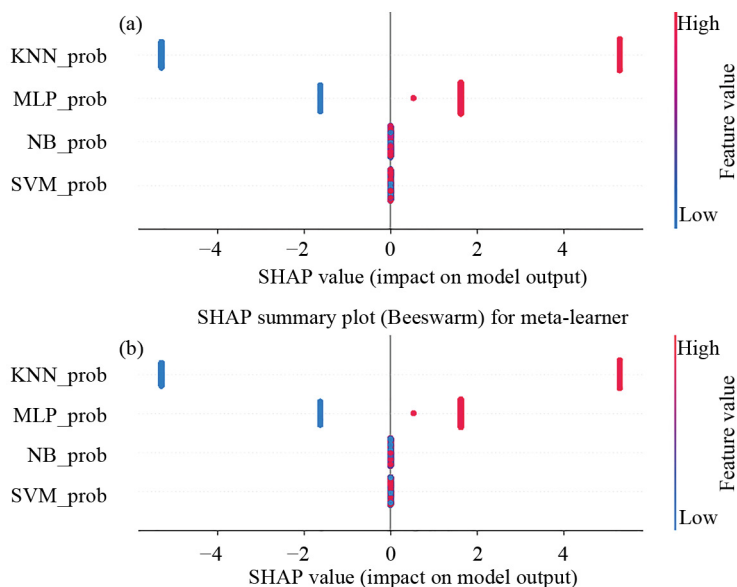 (a)
High
KNN_prob
MLP_prob
NB_prob
SVM_prob
Feature value
Low
−4 −2 0 2 4
SHAP value (impact on model output)
SHAP summary plot (Beeswarm) for meta-learner
(b)
High
KNN_prob
MLP_prob
NB_prob
SVM_prob
Feature value
Low
−4 −2 0 2 4
SHAP value (impact on model output)